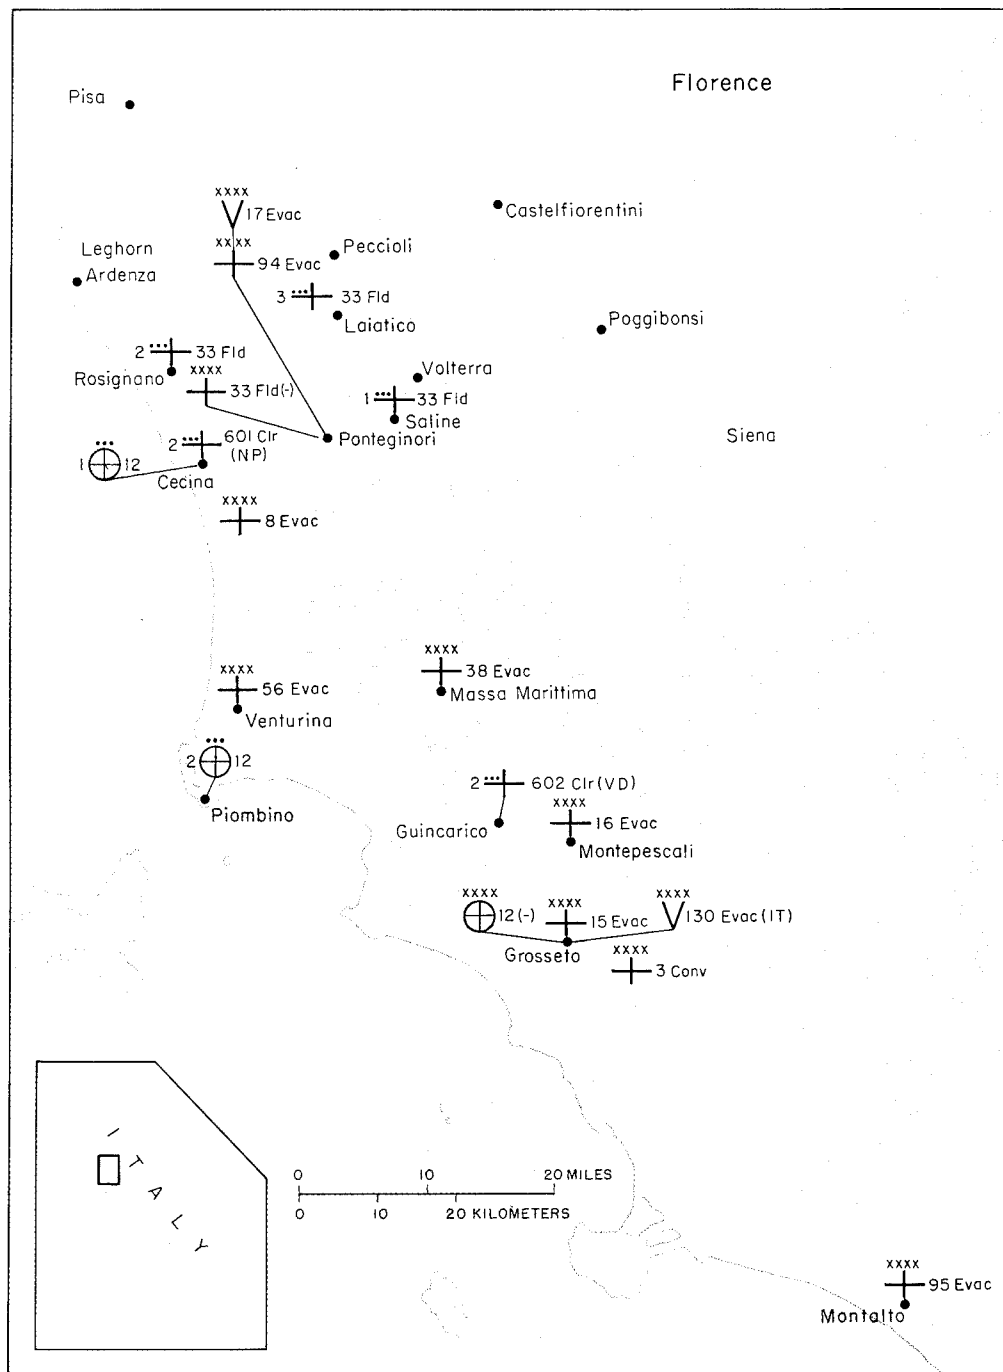 Florence
Pisa
xxxx
17 Evac
Castelfiorentini
xxxx
94 Evac
Leghorn
Ardenza
Peccioli
3 ... 33 Fld
Laiatico
Poggibonsi
2 ... 33 Fld
Rosignano
xxxx
33 Fld(-)
Volterra
1 ... 33 Fld
Saline
Ponteginori
Siena
2 ... 601 Clr
(NP)
...
1 12
Cecina
xxxx
8 Evac
xxxx
38 Evac
Massa Marittima
xxxx
56 Evac
Venturina
...
2 12
Piombino
2 ... 602 Clr (VD)
Guincarico
xxxx
16 Evac
Montepescali
xxxx
12 (-)
xxxx
15 Evac
xxxx
130 Evac (IT)
Grosseto
xxxx
3 Conv
ITALY
0 10 20 MILES
0 10 20 KILOMETERS
xxxx
95 Evac
Montalto